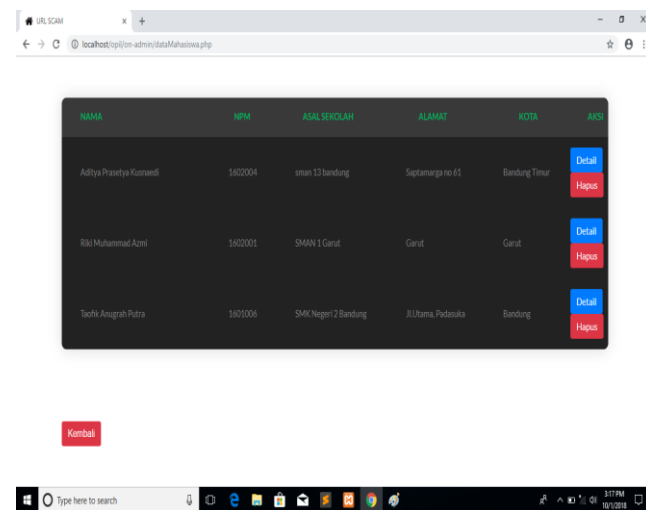 URL SCAM
localhost/opil/on-admin/dataMahasiswa.php
NAMA NPM ASAL SEKOLAH ALAMAT KOTA AKSI
Aditya Prasetya Kusnaedi 1602004 sman 13 bandung Saptamarga no 61 Bandung Timur Detail
Hapus
Riki Muhammad Azmi 1602001 SMAN 1 Garut Garut Garut Detail
Hapus
Taofik Anugrah Putra 1601006 SMK Negeri 2 Bandung Jl.Utama, Padasuka Bandung Detail
Hapus
Kembali
Type here to search
3:17 PM
10/1/2018